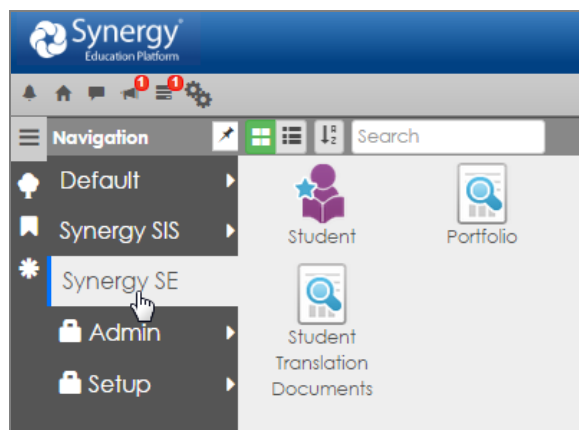 Synergy
Education Platform
1 1
Navigation
Search
Default
Synergy SIS
Synergy SE
Admin
Setup
Student
Portfolio
Student
Translation
Documents